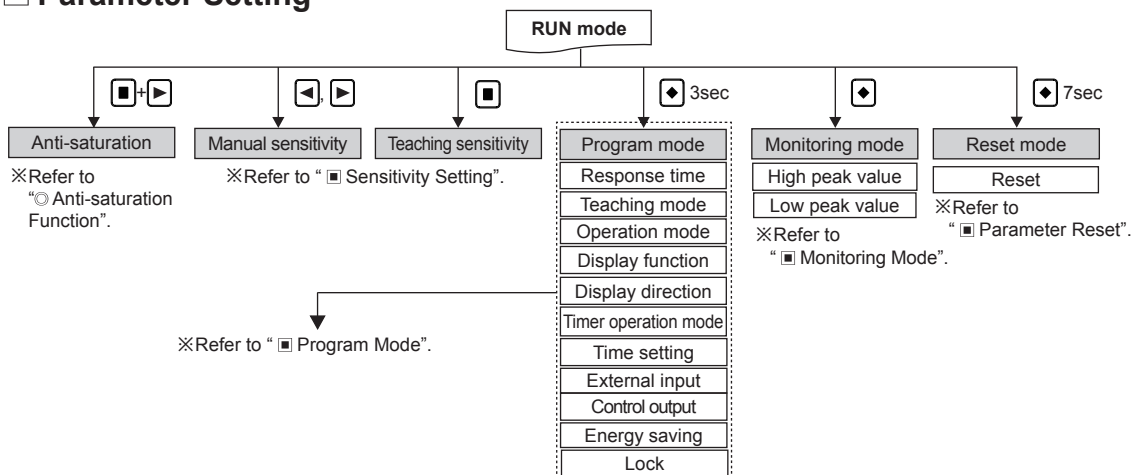 Parameter Setting
RUN mode
■+▶
◀, ▶
■
◆ 3sec
◆
◆ 7sec
Anti-saturation
Manual sensitivity
Teaching sensitivity
Program mode
Monitoring mode
Reset mode
※Refer to
“◎ Anti-saturation
Function”.
※Refer to “ ▣ Sensitivity Setting”.
Response time
Teaching mode
Operation mode
Display function
Display direction
Timer operation mode
Time setting
External input
Control output
Energy saving
Lock
High peak value
Low peak value
※Refer to
“ ▣ Monitoring Mode”.
Reset
※Refer to
“ ▣ Parameter Reset”.
※Refer to “ ▣ Program Mode”.